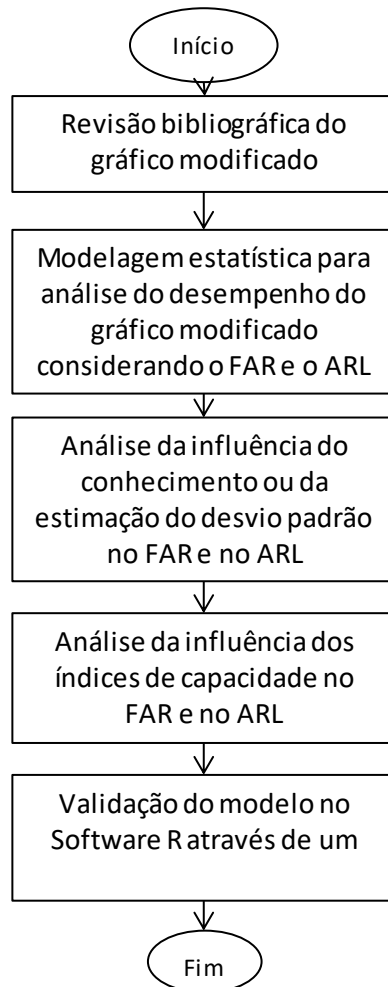 Início
Revisão bibliográfica do
gráfico modificado
Modelagem estatística para
análise do desempenho do
gráfico modificado
considerando o FAR e o ARL
Análise da influência do
conhecimento ou da
estimação do desvio padrão
no FAR e no ARL
Análise da influência dos
índices de capacidade no
FAR e no ARL
Validação do modelo no
Software R através de um
Fim